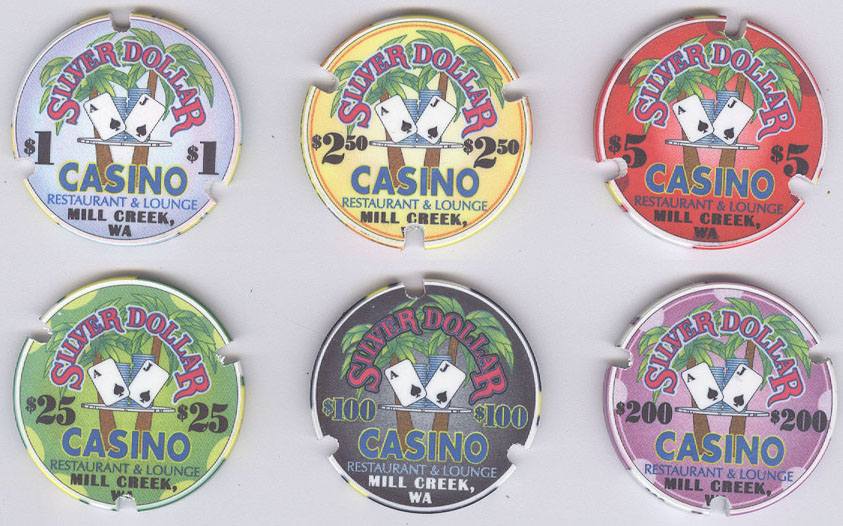 SILVER DOLLAR
A J
$1 $1
CASINO
RESTAURANT & LOUNGE
MILL CREEK,
WA
SILVER DOLLAR
A J
$2.50 $2.50
CASINO
RESTAURANT & LOUNGE
MILL CREEK,
SILVER DOLLAR
A J
$5 $5
CASINO
RESTAURANT & LOUNGE
MILL CREEK,
WA
SILVER DOLLAR
A J
$25 $25
CASINO
RESTAURANT & LOUNGE
MILL CREEK,
WA
SILVER DOLLAR
A J
$100 $100
CASINO
RESTAURANT & LOUNGE
MILL CREEK,
WA
SILVER DOLLAR
A J
$200 $200
CASINO
RESTAURANT & LOUNGE
MILL CREEK,